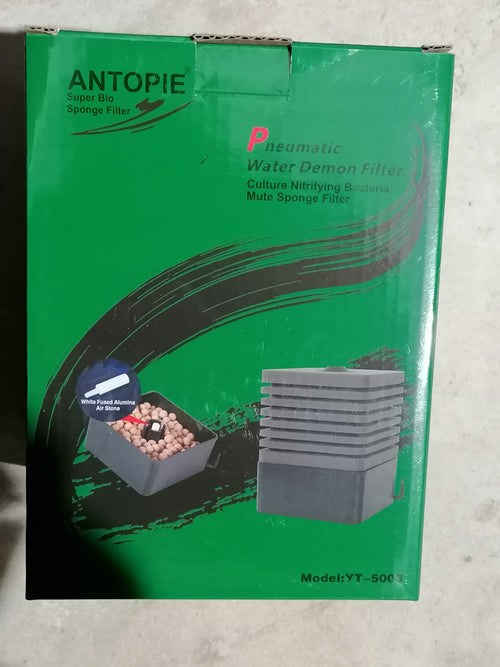 ANTOPIE®
Super Bio
Sponge Filter
Pneumatic
Water Demon Filter
Culture Nitrifying Bacteria
Mute Sponge Filter
White Fused Alumina
Air Stone
Model:YT-5003